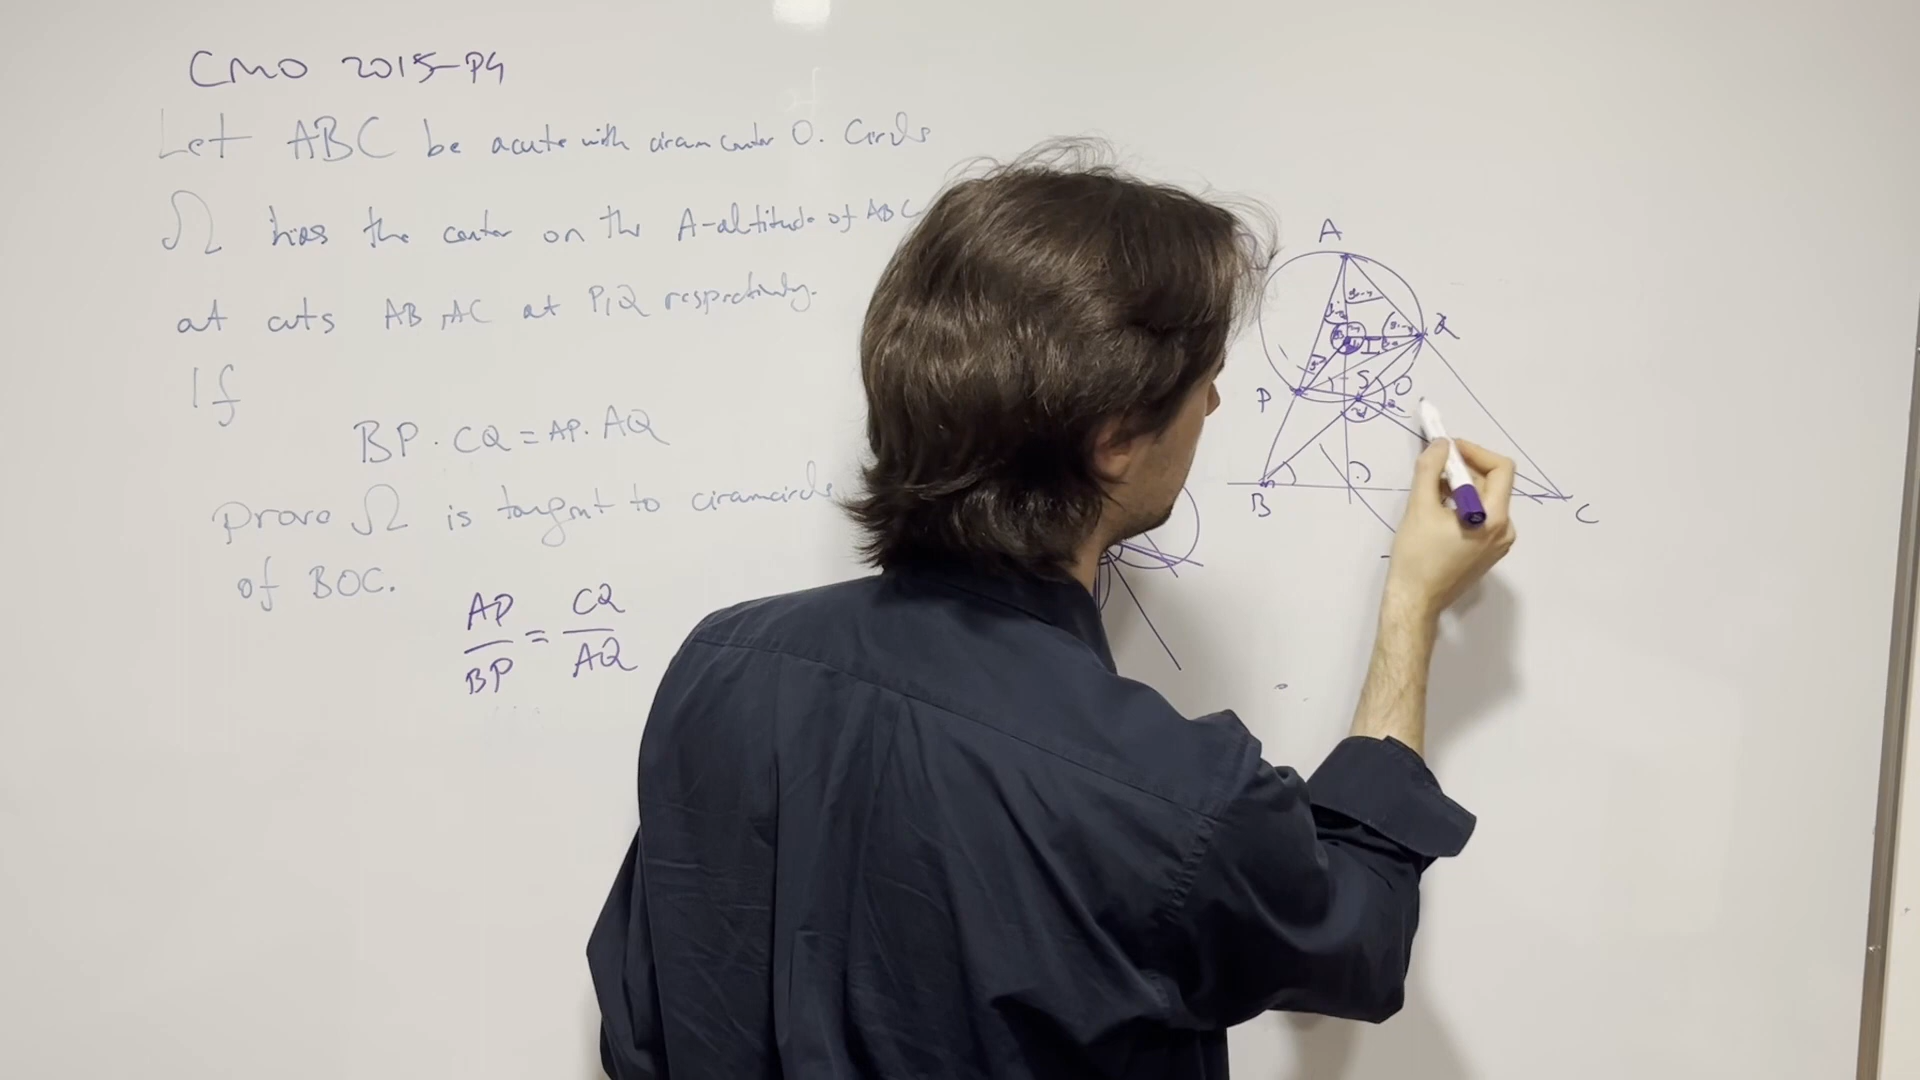 CMO 2015-P4
Let ABC be acute with circumcenter O. Circle
Ω has the center on the A-altitude of ABC
at cuts AB, AC at P, Q respectively.
If
BP · CQ = AP · AQ
prove Ω is tangent to circumcircle
of BOC.
AP CQ
— = —
BP AQ
A
Q
S O
P
B
C